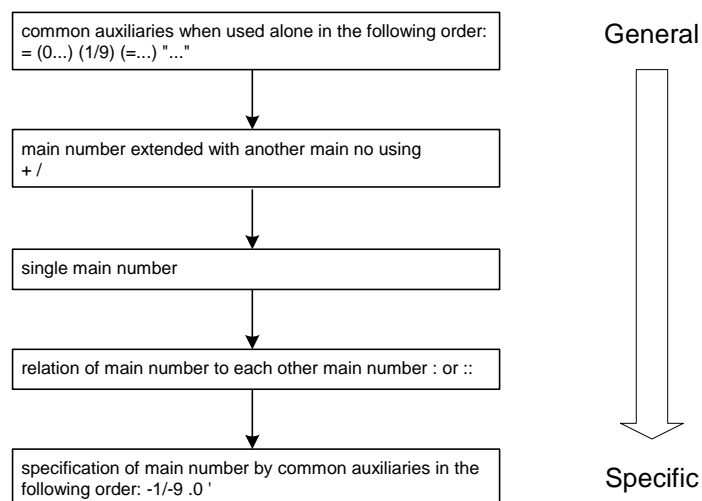 common auxiliaries when used alone in the following order:
= (0...) (1/9) (=...) "..."
General
main number extended with another main no using
+ /
single main number
relation of main number to each other main number : or ::
specification of main number by common auxiliaries in the
following order: -1/-9 .0 '
Specific